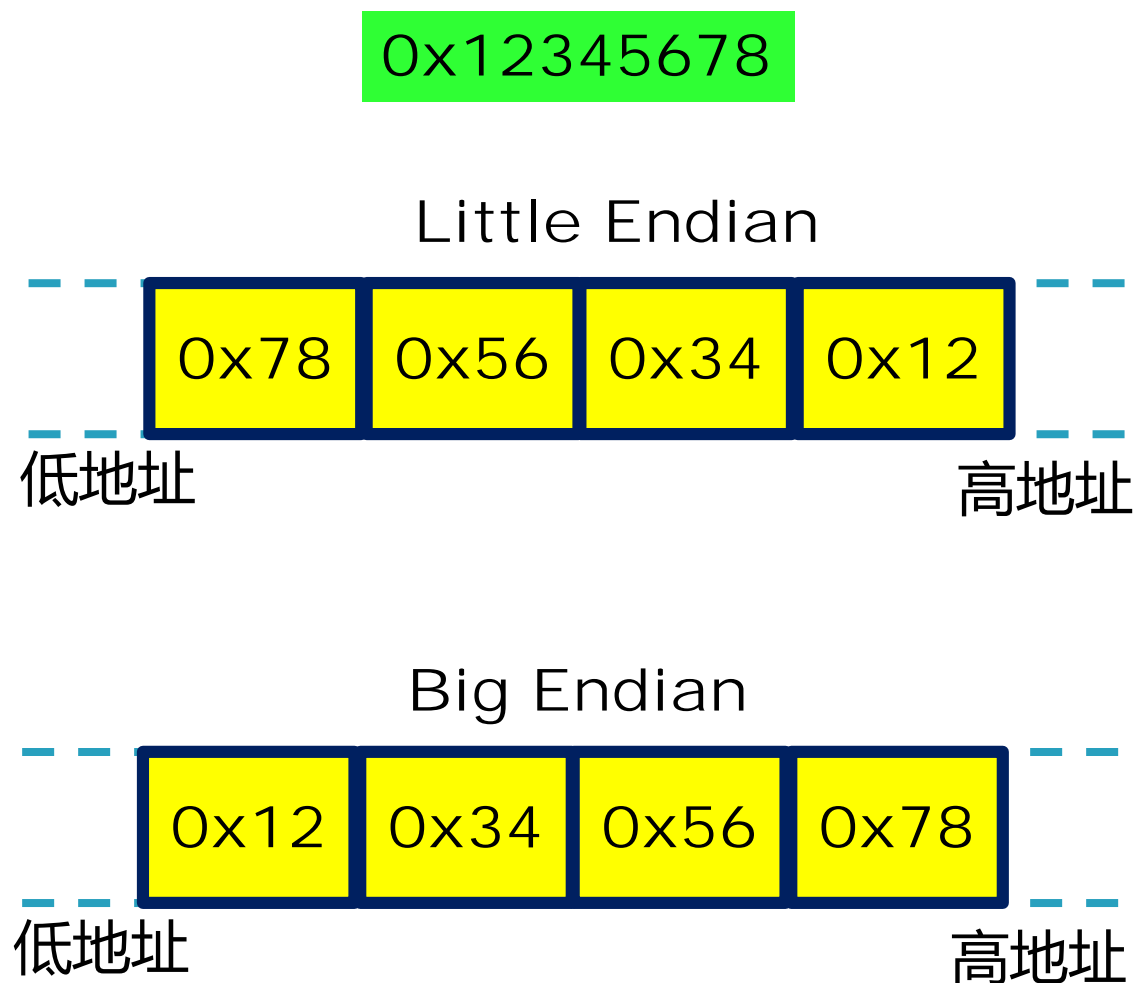 0x12345678
Little Endian
0x78 0x56 0x34 0x12
低地址 高地址
Big Endian
0x12 0x34 0x56 0x78
低地址 高地址